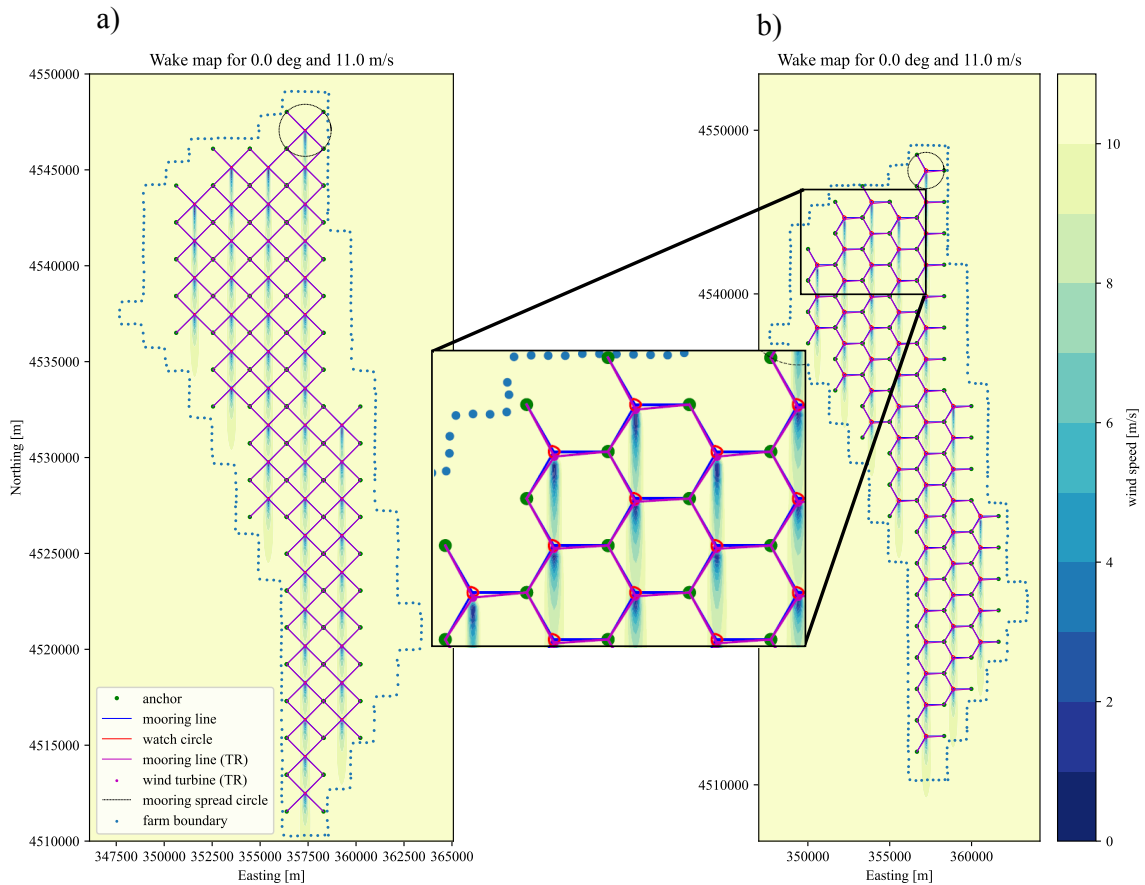 a)
b)
Wake map for 0.0 deg and 11.0 m/s
Wake map for 0.0 deg and 11.0 m/s
4550000
4545000
4540000
4535000
4530000
4525000
4520000
4515000
4510000
Northing [m]
anchor
mooring line
watch circle
mooring line (TR)
wind turbine (TR)
mooring spread circle
farm boundary
347500 350000 352500 355000 357500 360000 362500 365000
Easting [m]
4550000
4540000
4510000
350000 355000 360000
Easting [m]
10
8
6
4
2
0
wind speed [m/s]